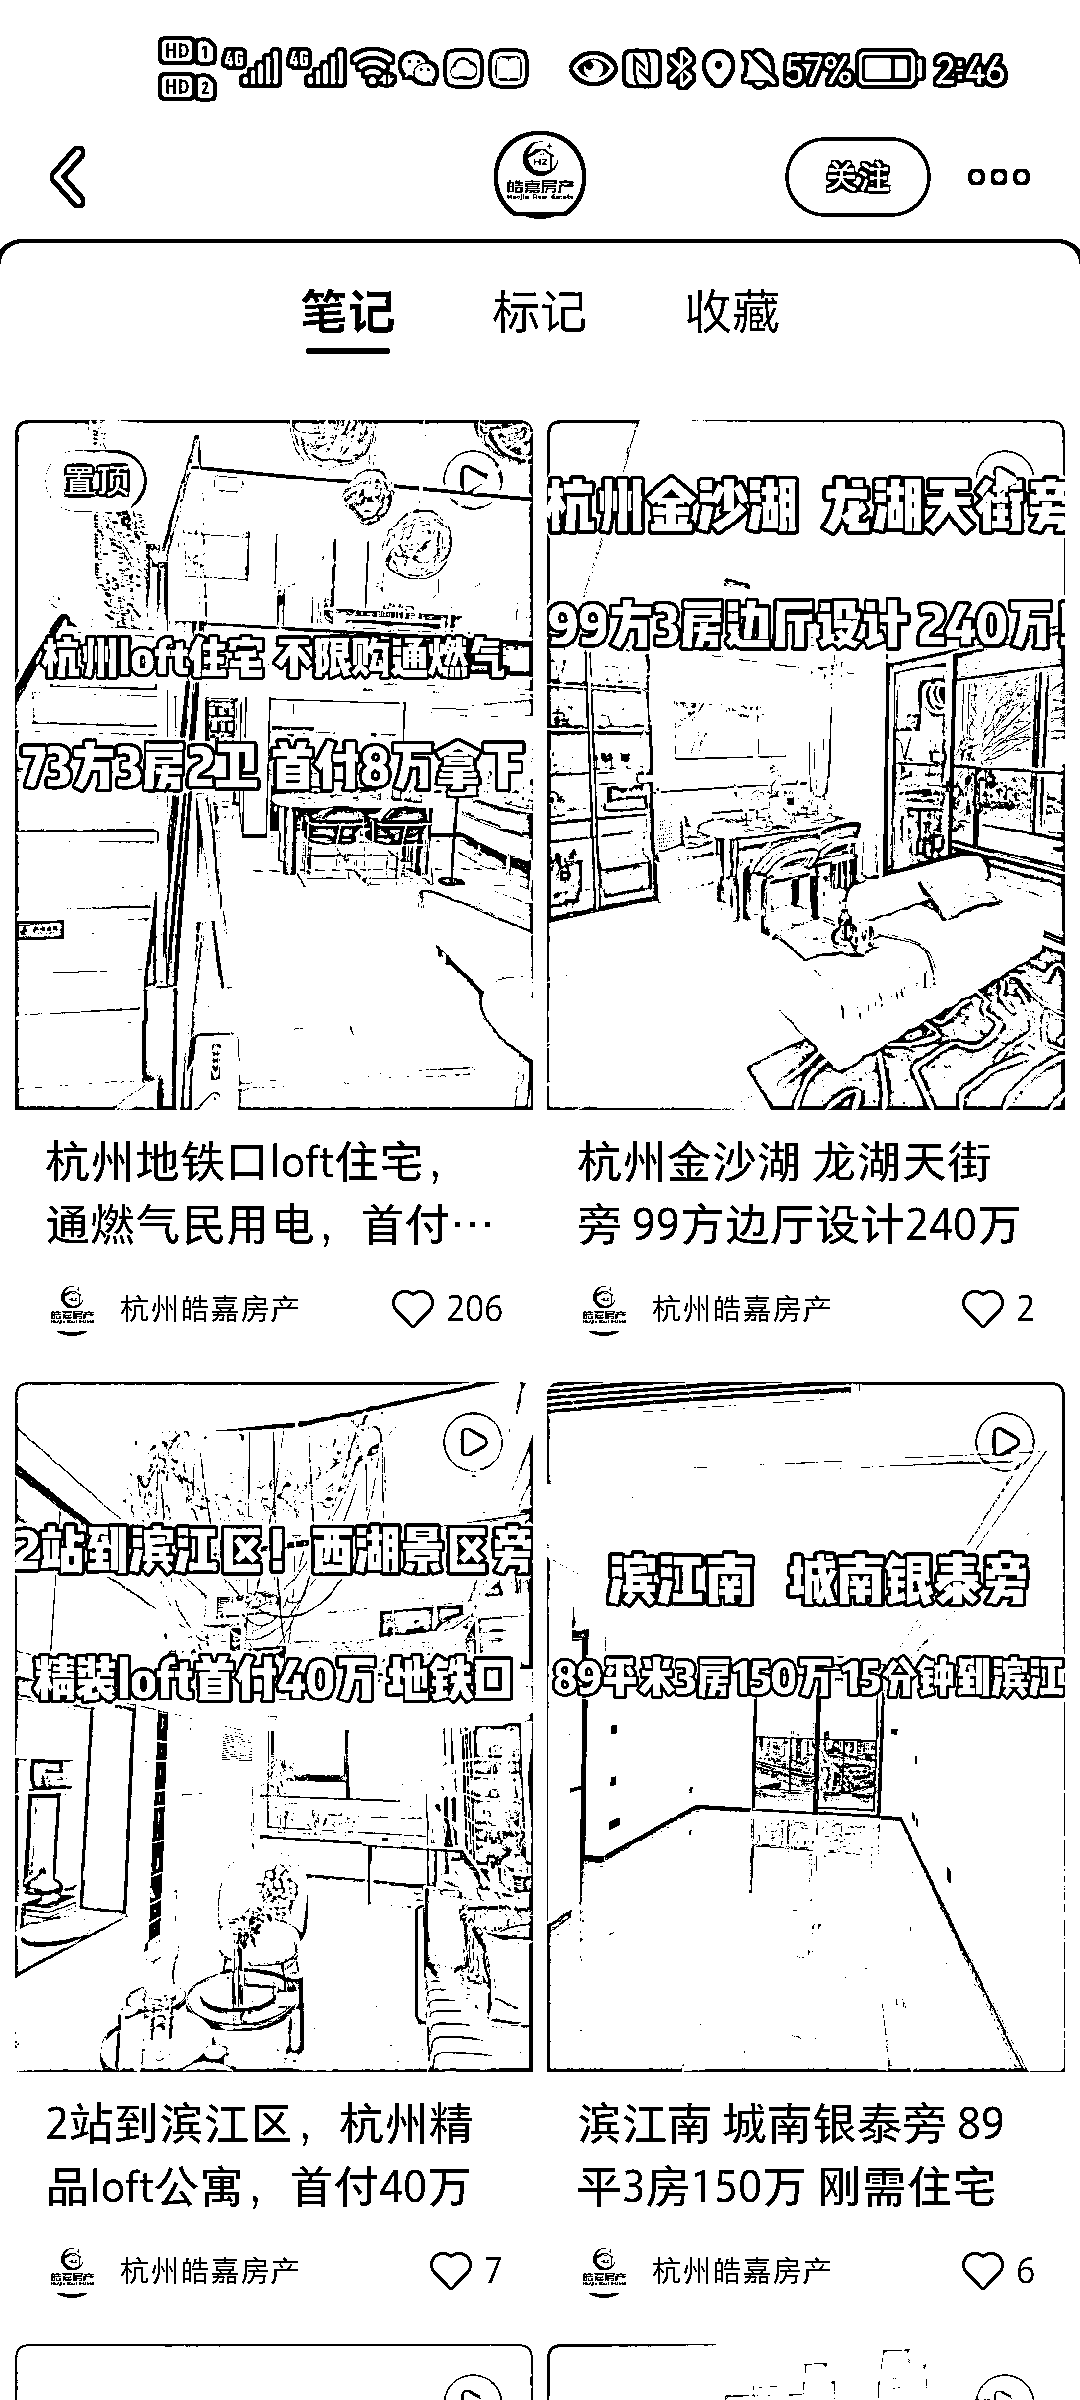 HD 1 4G 4G 57% 2:46
HD 2
HZ
皓嘉房产
关注
笔记 标记 收藏
置顶
杭州loft住宅 不限购通燃气
73方3房2卫 首付8万拿下
杭州金沙湖 龙湖天街旁
99方3房边厅设计 240万!
杭州地铁口loft住宅,
通燃气民用电，首付…
杭州皓嘉房产 206
杭州金沙湖 龙湖天街
旁 99方边厅设计240万
杭州皓嘉房产 2
2站到滨江区！西湖景区旁
精装loft首付40万 地铁口
滨江南 城南银泰旁
89平米3房150万 15分钟到滨江
2站到滨江区，杭州精
品loft公寓，首付40万
杭州皓嘉房产 7
滨江南 城南银泰旁 89
平3房150万 刚需住宅
杭州皓嘉房产 6